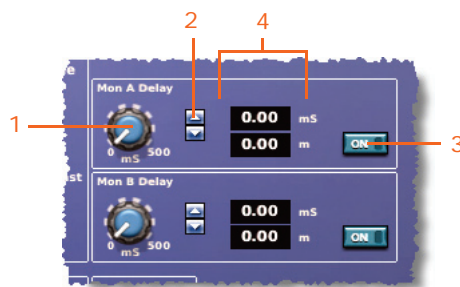 2
4
e
Mon A Delay
1
0.00 mS
0 mS 500
0.00 m
ON
3
st
Mon B Delay
0.00 mS
0 mS 500
0.00 m
ON